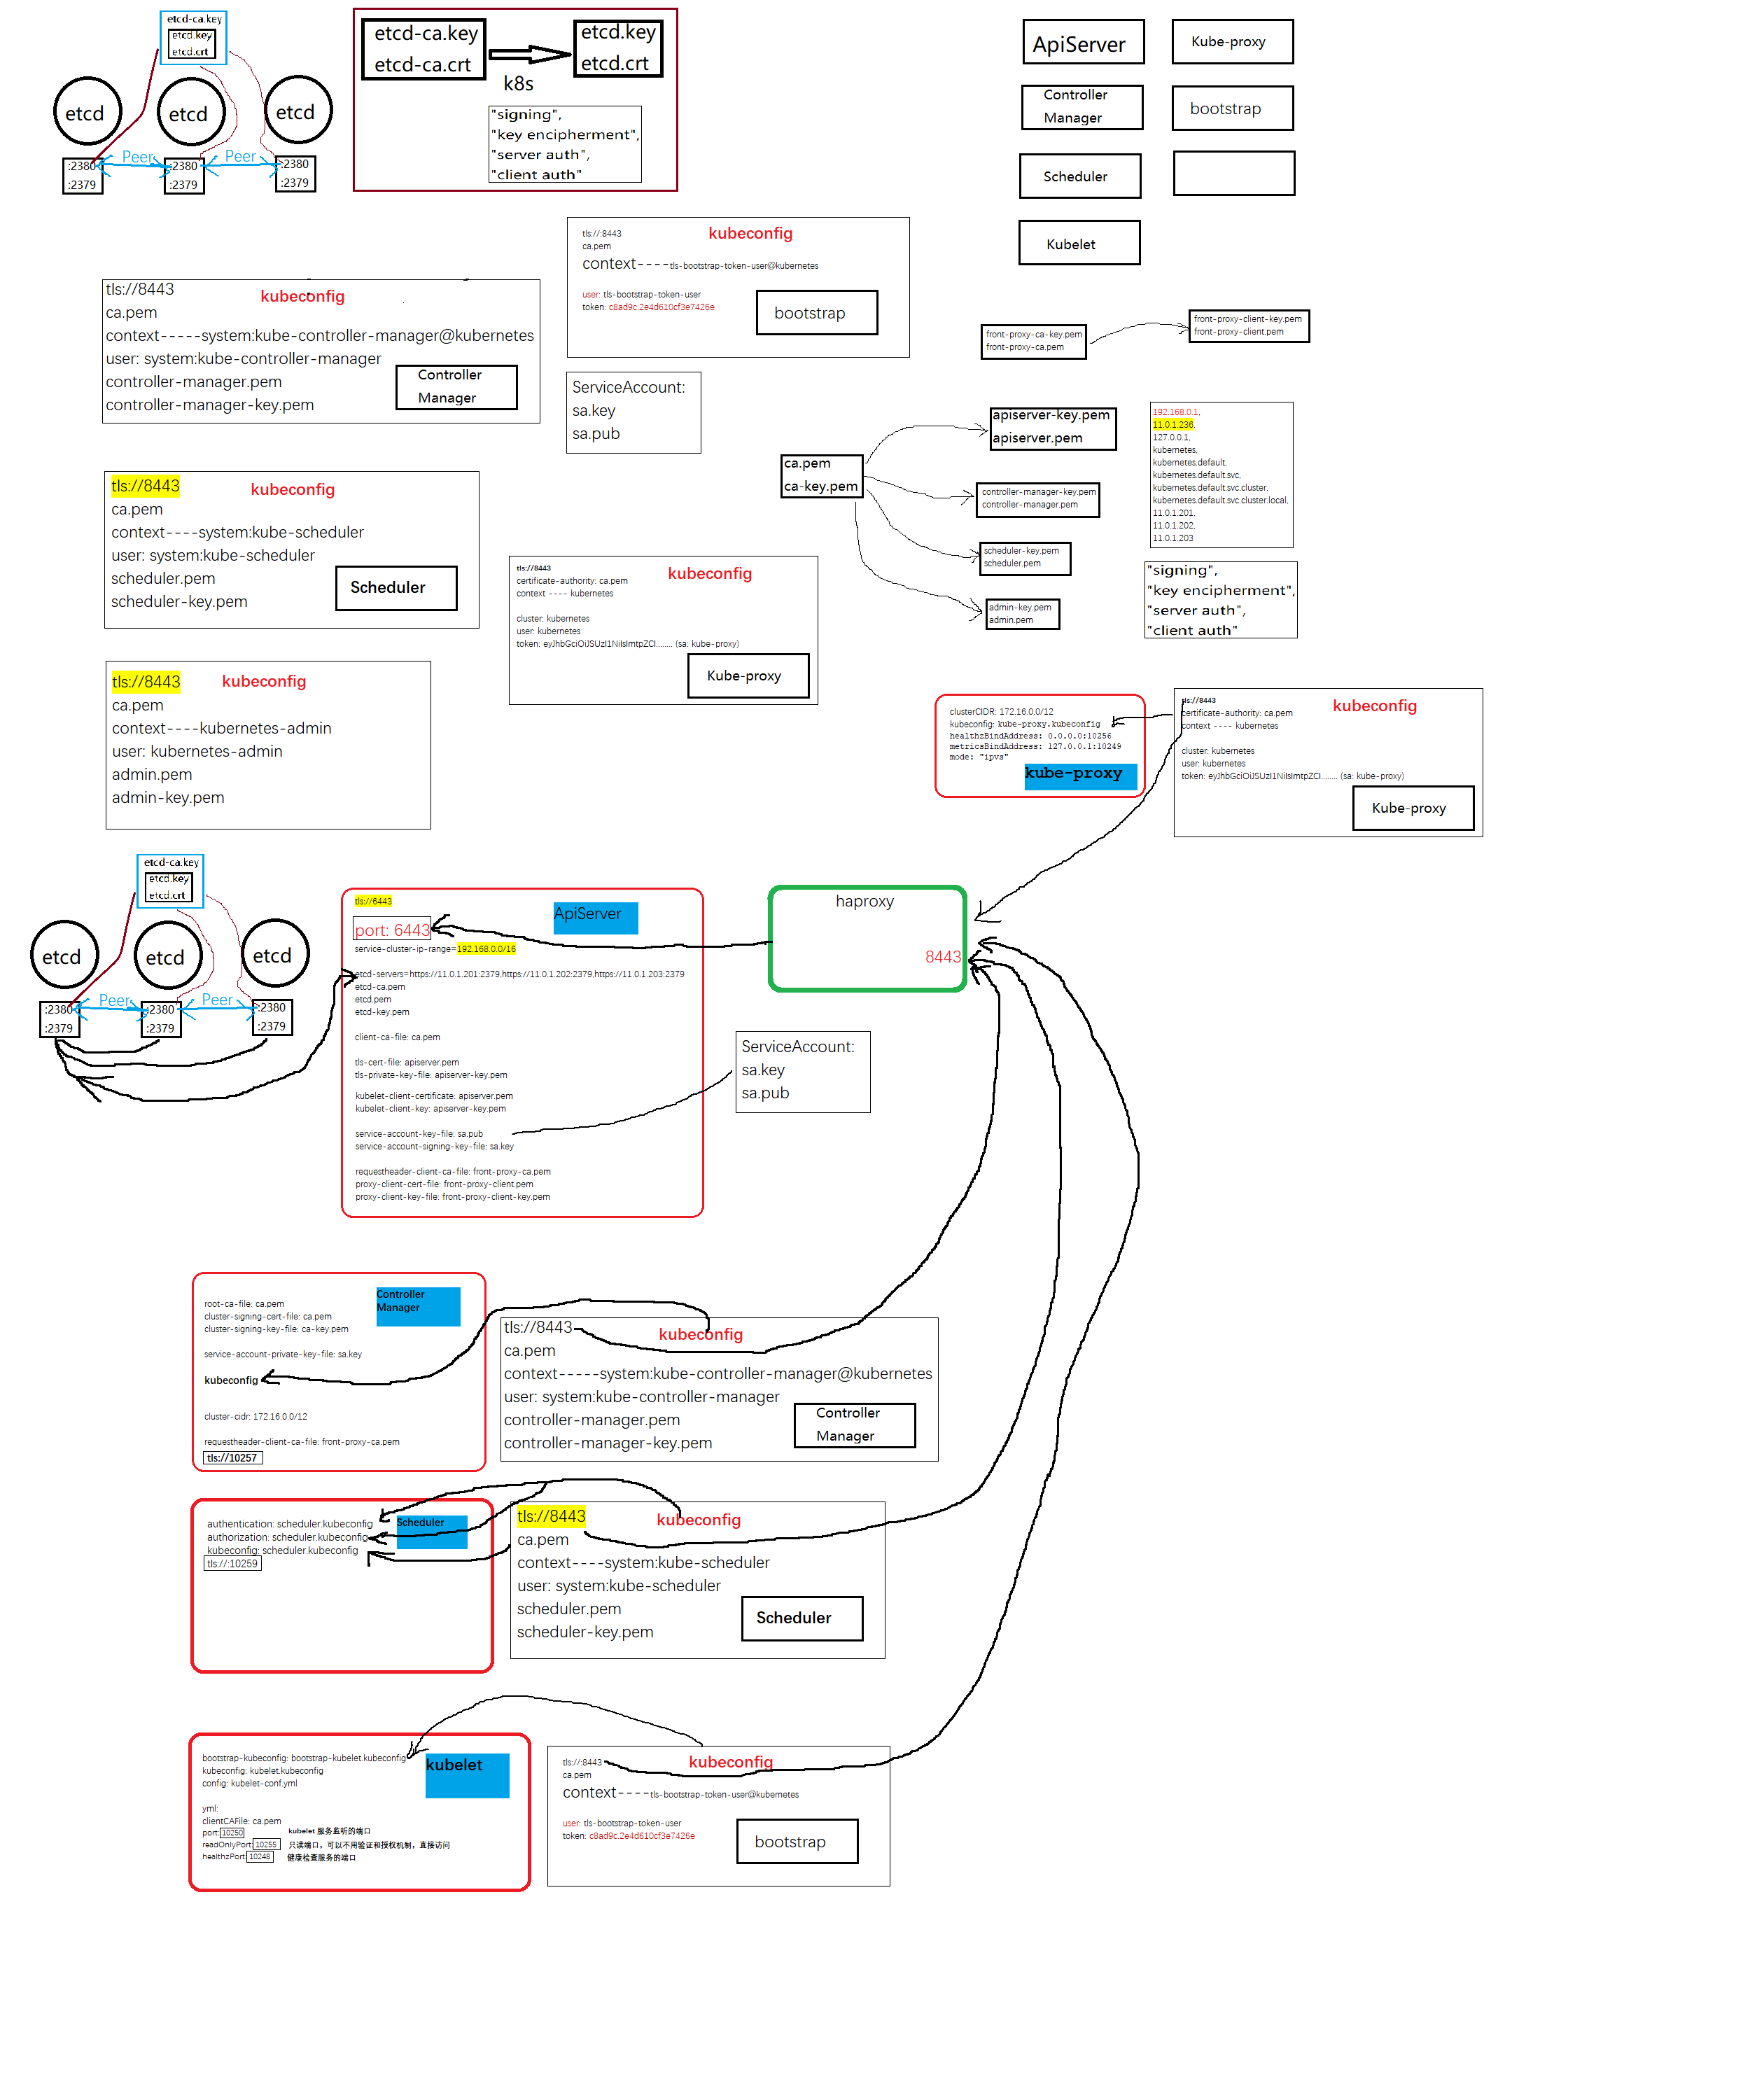 etcd-ca.key
etcd.key
etcd.crt
etcd
etcd
etcd
:2380
:2379
Peer
:2380
:2379
Peer
:2380
:2379
etcd-ca.key
etcd-ca.crt
k8s
etcd.key
etcd.crt
"signing",
"key encipherment",
"server auth",
"client auth"
ApiServer
Kube-proxy
Controller
Manager
bootstrap
Scheduler
Kubelet
tls://:8443
kubeconfig
ca.pem
context----tls-bootstrap-token-user@kubernetes
user: tls-bootstrap-token-user
token: c8ad9c.2e4d610cf3e7426e
bootstrap
tls://8443
kubeconfig
ca.pem
context-----system:kube-controller-manager@kubernetes
user: system:kube-controller-manager
controller-manager.pem
controller-manager-key.pem
Controller
Manager
ServiceAccount:
sa.key
sa.pub
front-proxy-ca-key.pem
front-proxy-ca.pem
front-proxy-client-key.pem
front-proxy-client.pem
ca.pem
ca-key.pem
apiserver-key.pem
apiserver.pem
controller-manager-key.pem
controller-manager.pem
scheduler-key.pem
scheduler.pem
admin-key.pem
admin.pem
192.168.0.1,
11.0.1.236,
127.0.0.1,
kubernetes,
kubernetes.default,
kubernetes.default.svc,
kubernetes.default.svc.cluster,
kubernetes.default.svc.cluster.local,
11.0.1.201,
11.0.1.202,
11.0.1.203
"signing",
"key encipherment",
"server auth",
"client auth"
tls://8443
kubeconfig
ca.pem
context----system:kube-scheduler
user: system:kube-scheduler
scheduler.pem
scheduler-key.pem
Scheduler
tls://8443
kubeconfig
certificate-authority: ca.pem
context ---- kubernetes
cluster: kubernetes
user: kubernetes
token: eyJhbGciOiJSUzI1NiIsImtpZCI........ (sa: kube-proxy)
Kube-proxy
tls://8443
kubeconfig
ca.pem
context----kubernetes-admin
user: kubernetes-admin
admin.pem
admin-key.pem
clusterCIDR: 172.16.0.0/12
kubeconfig: kube-proxy.kubeconfig
healthzBindAddress: 0.0.0.0:10256
metricsBindAddress: 127.0.0.1:10249
mode: "ipvs"
kube-proxy
tls://8443
kubeconfig
certificate-authority: ca.pem
context ---- kubernetes
cluster: kubernetes
user: kubernetes
token: eyJhbGciOiJSUzI1NiIsImtpZCI........ (sa: kube-proxy)
Kube-proxy
etcd-ca.key
etcd.key
etcd.crt
etcd
etcd
etcd
:2380
:2379
Peer
:2380
:2379
Peer
:2380
:2379
tls://6443
ApiServer
port: 6443
service-cluster-ip-range=192.168.0.0/16
etcd-servers=https://11.0.1.201:2379,https://11.0.1.202:2379,https://11.0.1.203:2379
etcd-ca.pem
etcd.pem
etcd-key.pem
client-ca-file: ca.pem
tls-cert-file: apiserver.pem
tls-private-key-file: apiserver-key.pem
kubelet-client-certificate: apiserver.pem
kubelet-client-key: apiserver-key.pem
service-account-key-file: sa.pub
service-account-signing-key-file: sa.key
requestheader-client-ca-file: front-proxy-ca.pem
proxy-client-cert-file: front-proxy-client.pem
proxy-client-key-file: front-proxy-client-key.pem
haproxy
8443
ServiceAccount:
sa.key
sa.pub
Controller
Manager
root-ca-file: ca.pem
cluster-signing-cert-file: ca.pem
cluster-signing-key-file: ca-key.pem
service-account-private-key-file: sa.key
kubeconfig
cluster-cidr: 172.16.0.0/12
requestheader-client-ca-file: front-proxy-ca.pem
tls://10257
tls://8443
kubeconfig
ca.pem
context-----system:kube-controller-manager@kubernetes
user: system:kube-controller-manager
controller-manager.pem
controller-manager-key.pem
Controller
Manager
authentication: scheduler.kubeconfig
authorization: scheduler.kubeconfig
kubeconfig: scheduler.kubeconfig
tls://:10259
Scheduler
tls://8443
kubeconfig
ca.pem
context----system:kube-scheduler
user: system:kube-scheduler
scheduler.pem
scheduler-key.pem
Scheduler
bootstrap-kubeconfig: bootstrap-kubelet.kubeconfig
kubeconfig: kubelet.kubeconfig
config: kubelet-conf.yml
kubelet
yml:
clientCAFile: ca.pem
port:10250 kubelet 服务监听的端口
readOnlyPort:10255 只读端口，可以不用验证和授权机制，直接访问
healthzPort:10248 健康检查服务的端口
tls://:8443
kubeconfig
ca.pem
context----tls-bootstrap-token-user@kubernetes
user: tls-bootstrap-token-user
token: c8ad9c.2e4d610cf3e7426e
bootstrap